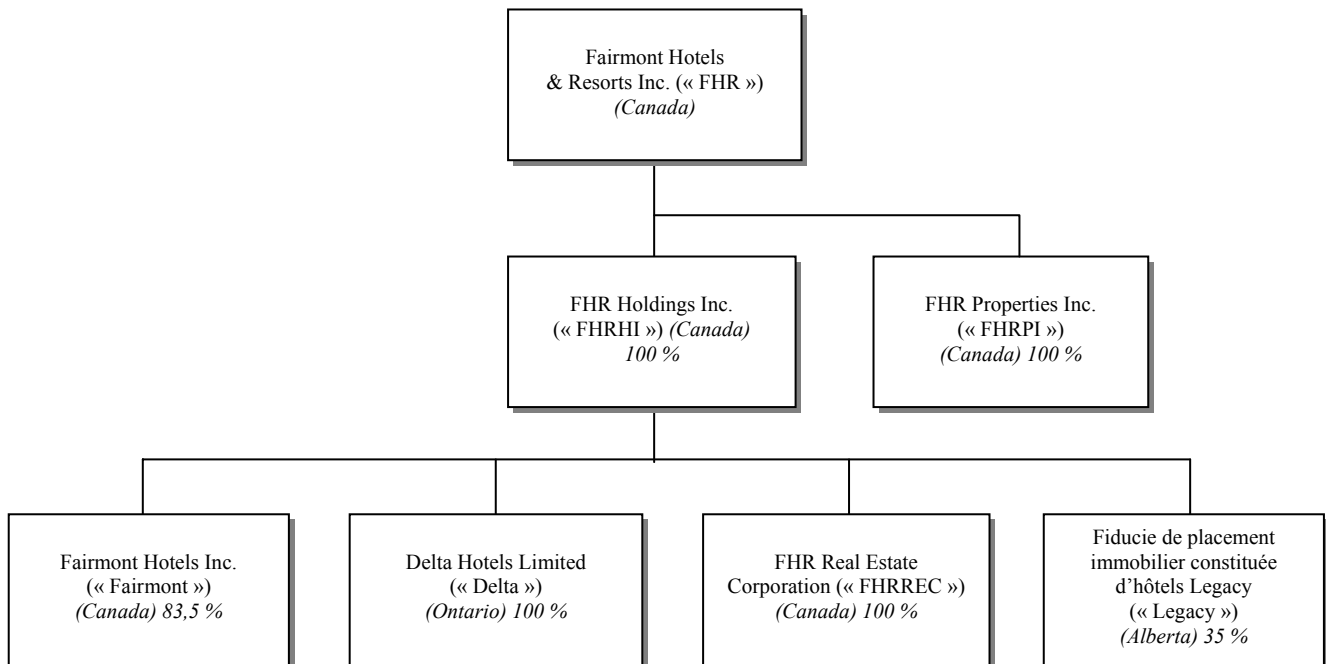 Fairmont Hotels
& Resorts Inc. (« FHR »)
(Canada)
FHR Holdings Inc.
(« FHRHI ») (Canada)
100 %
FHR Properties Inc.
(« FHRPI »)
(Canada) 100 %
Fairmont Hotels Inc.
(« Fairmont »)
(Canada) 83,5 %
Delta Hotels Limited
(« Delta »)
(Ontario) 100 %
FHR Real Estate
Corporation (« FHRREC »)
(Canada) 100 %
Fiducie de placement
immobilier constituée
d’hôtels Legacy
(« Legacy »)
(Alberta) 35 %